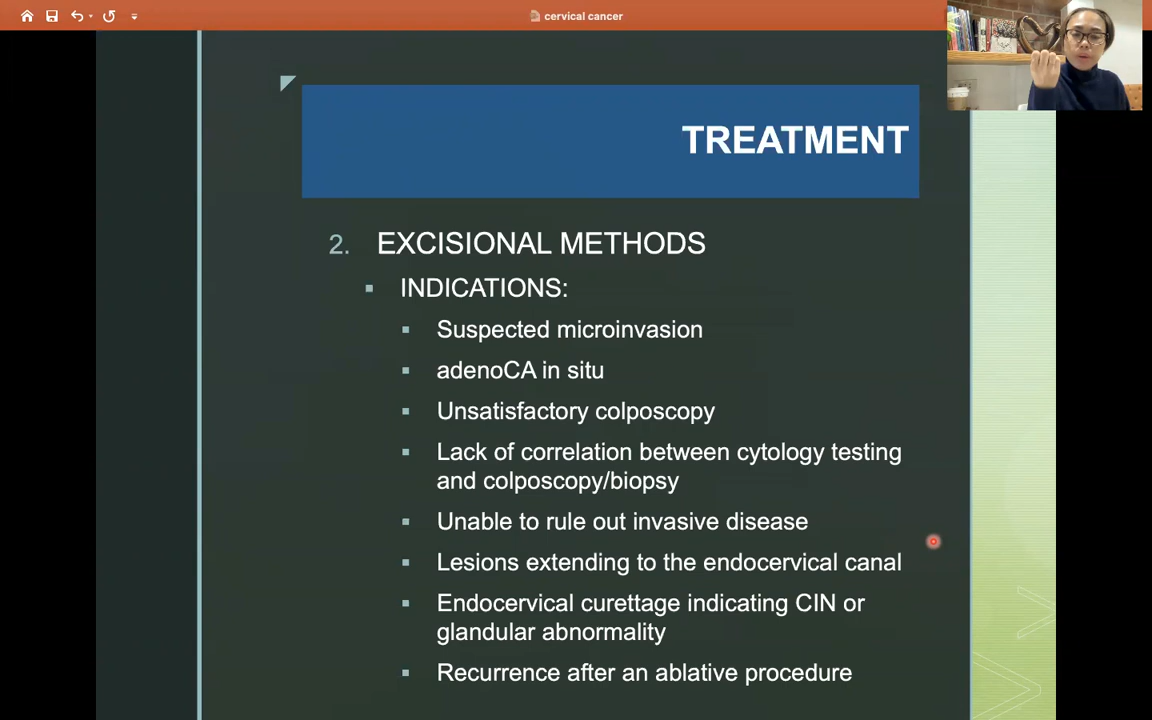 cervical cancer
TREATMENT
2. EXCISIONAL METHODS
▪ INDICATIONS:
▪ Suspected microinvasion
▪ adenoCA in situ
▪ Unsatisfactory colposcopy
▪ Lack of correlation between cytology testing
and colposcopy/biopsy
▪ Unable to rule out invasive disease
▪ Lesions extending to the endocervical canal
▪ Endocervical curettage indicating CIN or
glandular abnormality
▪ Recurrence after an ablative procedure